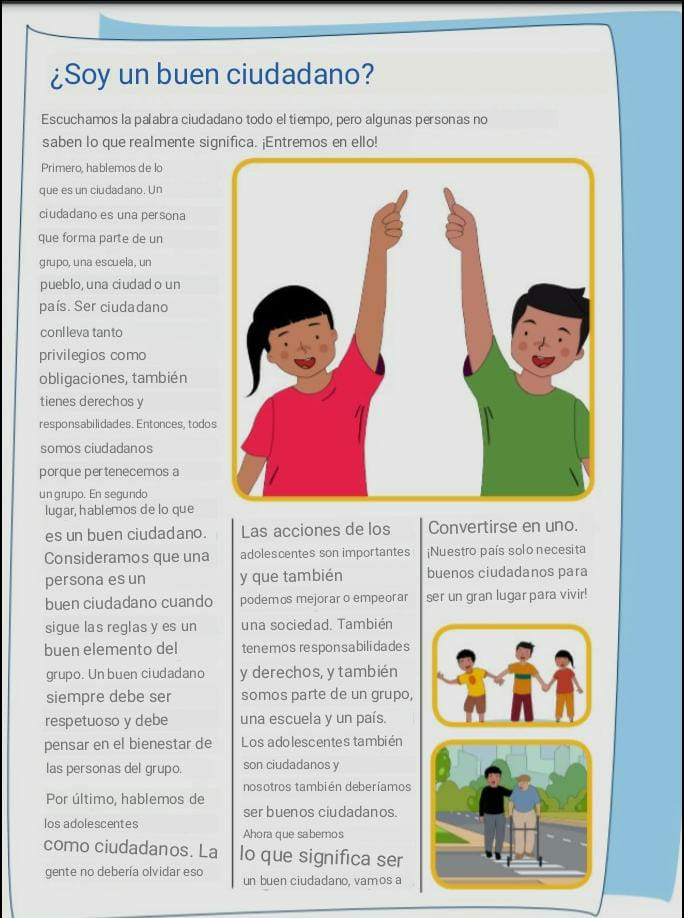 ¿Soy un buen ciudadano?
Escuchamos la palabra ciudadano todo el tiempo, pero algunas personas no
saben lo que realmente significa. ¡Entremos en ello!
Primero, hablemos de lo
que es un ciudadano. Un
ciudadano es una persona
que forma parte de un
grupo, una escuela, un
pueblo, una ciudad o un
país. Ser ciudadano
conlleva tanto
privilegios como
obligaciones, también
tienes derechos y
responsabilidades. Entonces, todos
somos ciudadanos
porque pertenecemos a
un grupo. En segundo
lugar, hablemos de lo que
es un buen ciudadano.
Consideramos que una
persona es un
buen ciudadano cuando
sigue las reglas y es un
buen elemento del
grupo. Un buen ciudadano
siempre debe ser
respetuoso y debe
pensar en el bienestar de
las personas del grupo.
Por último, hablemos de
los adolescentes
como ciudadanos. La
gente no debería olvidar eso
Las acciones de los
adolescentes son importantes
y que también
podemos mejorar o empeorar
una sociedad. También
tenemos responsabilidades
y derechos, y también
somos parte de un grupo,
una escuela y un país.
Los adolescentes también
son ciudadanos y
nosotros también deberíamos
ser buenos ciudadanos.
Ahora que sabemos
lo que significa ser
un buen ciudadano, vamos a
Convertirse en uno.
¡Nuestro país solo necesita
buenos ciudadanos para
ser un gran lugar para vivir!